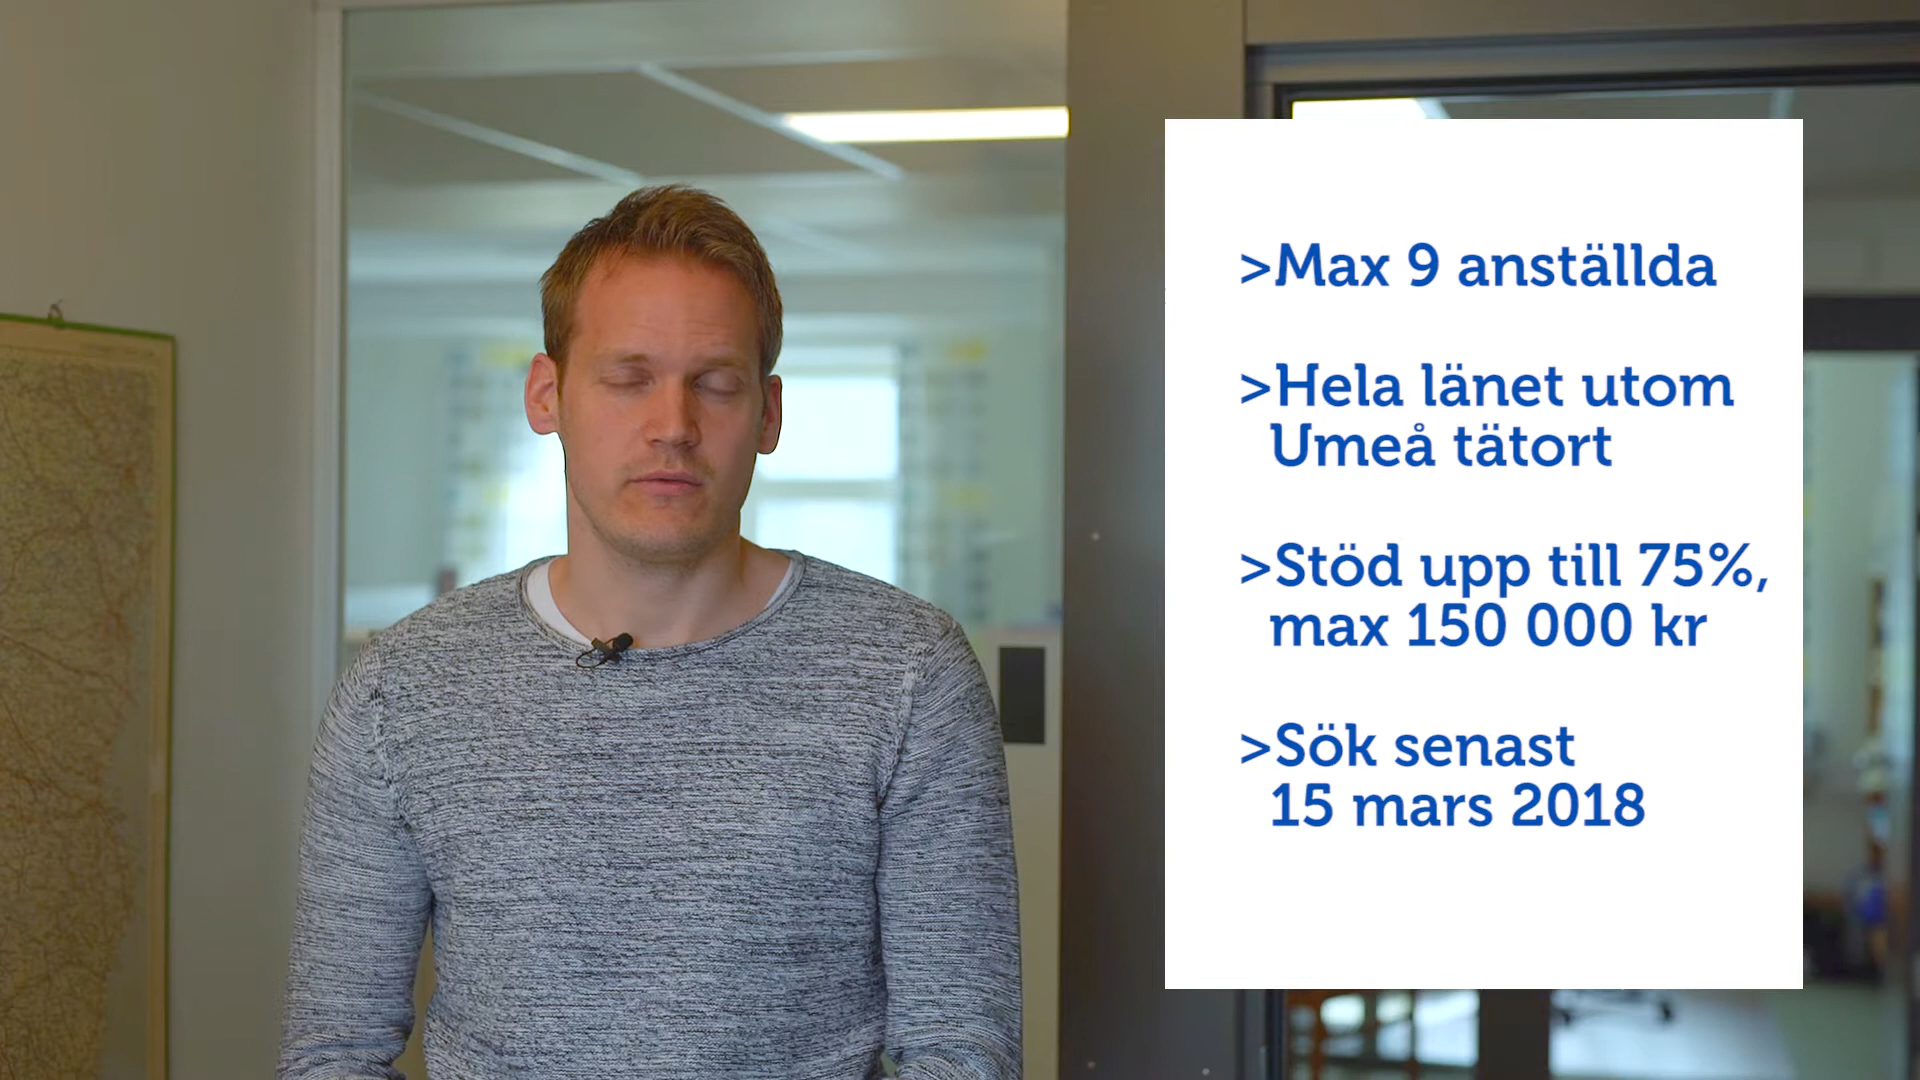 >Max 9 anställda
>Hela länet utom
Umeå tätort
>Stöd upp till 75%,
max 150 000 kr
>Sök senast
15 mars 2018